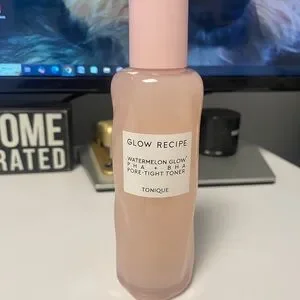 OME
RATED
GLOW RECIPE
WATERMELON GLOW
PHA + BHA
PORE-TIGHT TONER
TONIQUE